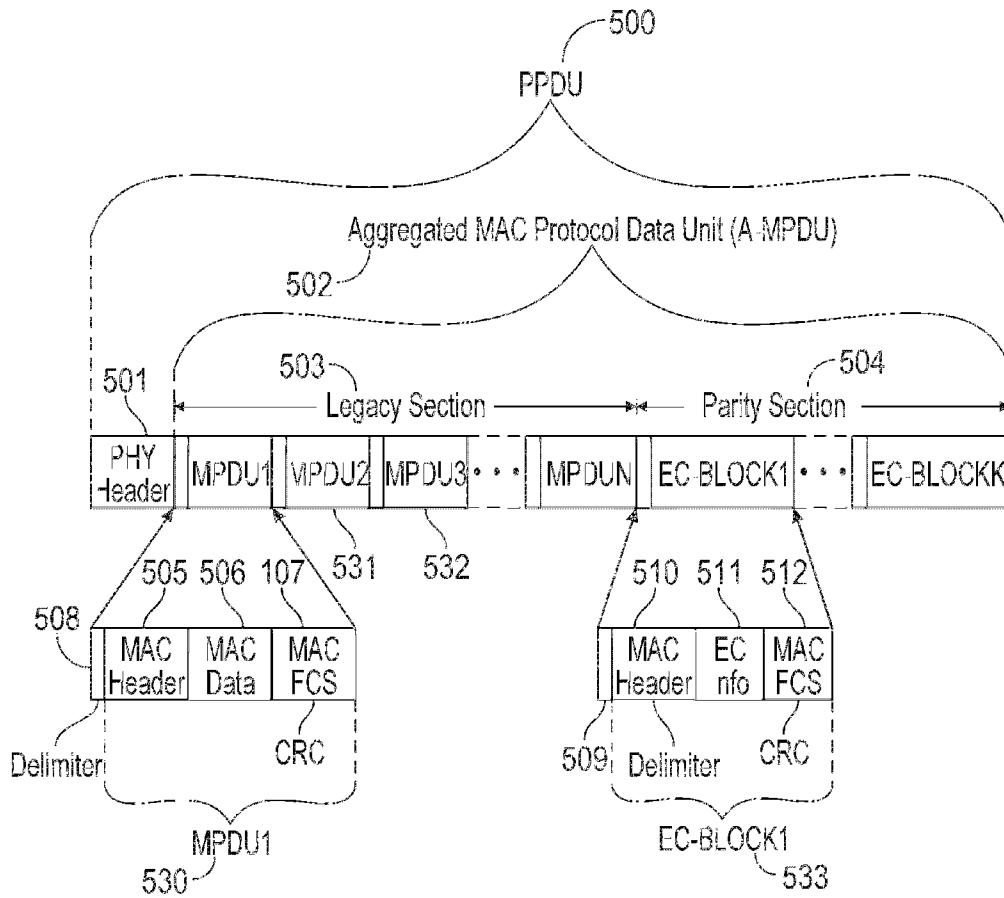 500
PPDU
Aggregated MAC Protocol Data Unit (A-MPDU)
502
501
503
504
Legacy Section
Parity Section
PHY
Header
MPDU1
MPDU2
MPDU3
• • •
MPDUN
EC-BLOCK1
• • •
EC-BLOCKK
531
532
505
506
107
510
511
512
508
MAC
Header
MAC
Data
MAC
FCS
MAC
Header
EC
nfo
MAC
FCS
Delimiter
CRC
509
Delimiter
CRC
MPDU1
530
EC-BLOCK1
533